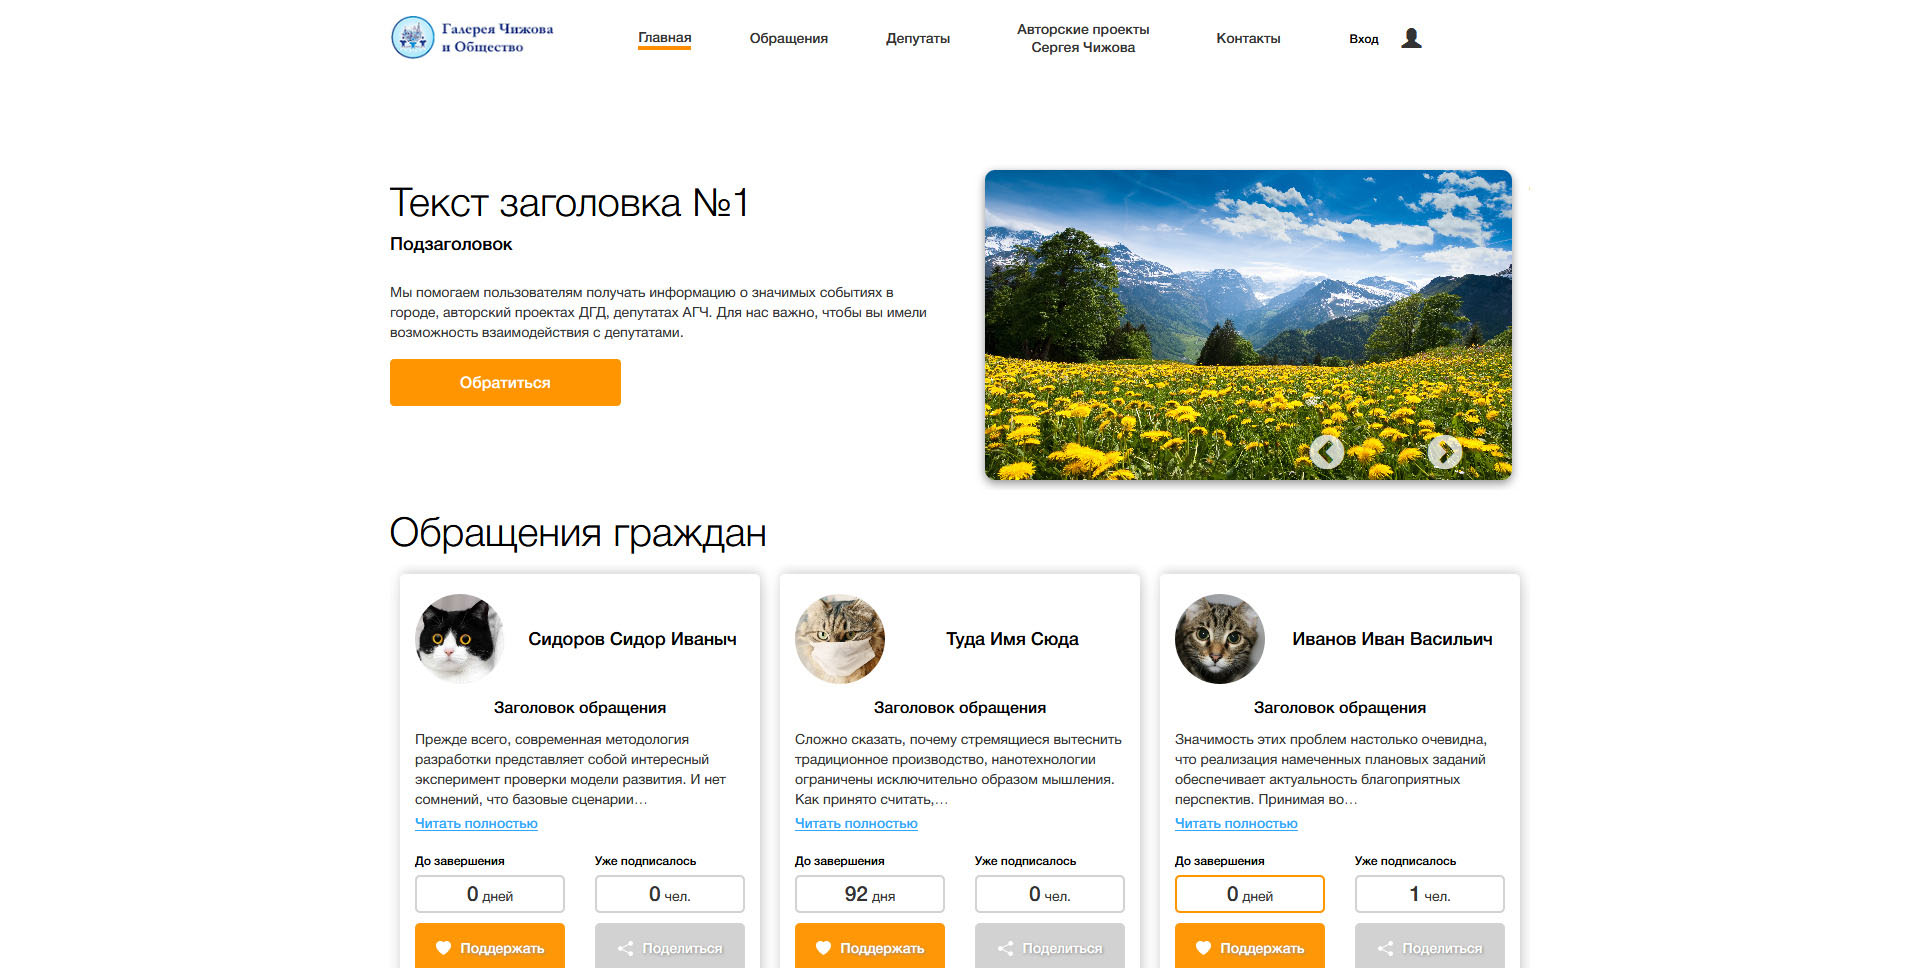 Галерея Чижова
и Общество
Главная
Обращения
Депутаты
Авторские проекты
Сергея Чижова
Контакты
Вход
Текст заголовка №1
Подзаголовок
Мы помогаем пользователям получать информацию о значимых событиях в
городе, авторский проектах ДГД, депутатах АГЧ. Для нас важно, чтобы вы имели
возможность взаимодействия с депутатами.
Обратиться
Обращения граждан
Сидоров Сидор Иваныч
Заголовок обращения
Прежде всего, современная методология
разработки представляет собой интересный
эксперимент проверки модели развития. И нет
сомнений, что базовые сценарии…
Читать полностью
До завершения
Уже подписалось
0 дней
0 чел.
Поддержать
Поделиться
Туда Имя Сюда
Заголовок обращения
Сложно сказать, почему стремящиеся вытеснить
традиционное производство, нанотехнологии
ограничены исключительно образом мышления.
Как принято считать,…
Читать полностью
До завершения
Уже подписалось
92 дня
0 чел.
Поддержать
Поделиться
Иванов Иван Васильич
Заголовок обращения
Значимость этих проблем настолько очевидна,
что реализация намеченных плановых заданий
обеспечивает актуальность благоприятных
перспектив. Принимая во…
Читать полностью
До завершения
Уже подписалось
0 дней
1 чел.
Поддержать
Поделиться